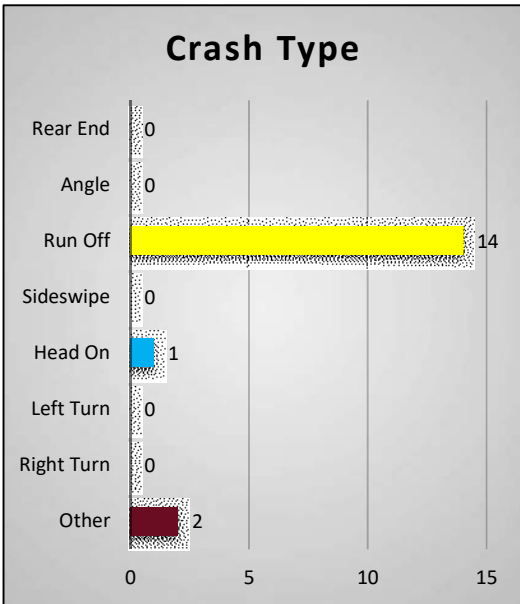 Crash Type
Rear End 0
Angle 0
Run Off 14
Sideswipe 0
Head On 1
Left Turn 0
Right Turn 0
Other 2
0 5 10 15